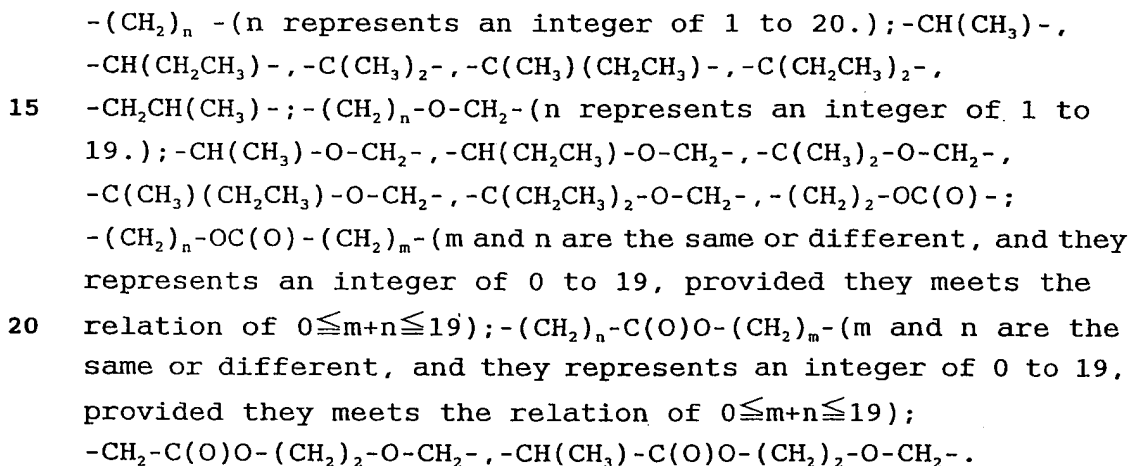 -(CH₂)ₙ -(n represents an integer of 1 to 20.);-CH(CH₃)-,
-CH(CH₂CH₃)-,-C(CH₃)₂-,-C(CH₃)(CH₂CH₃)-,-C(CH₂CH₃)₂-,
15 -CH₂CH(CH₃)-;-(CH₂)ₙ-O-CH₂-(n represents an integer of 1 to
19.);-CH(CH₃)-O-CH₂-,-CH(CH₂CH₃)-O-CH₂-,-C(CH₃)₂-O-CH₂-,
-C(CH₃)(CH₂CH₃)-O-CH₂-,-C(CH₂CH₃)₂-O-CH₂-,-(CH₂)₂-OC(O)-;
-(CH₂)ₙ-OC(O)-(CH₂)ₘ-(m and n are the same or different, and they
represents an integer of 0 to 19, provided they meets the
20 relation of 0≦m+n≦19);-(CH₂)ₙ-C(O)O-(CH₂)ₘ-(m and n are the
same or different, and they represents an integer of 0 to 19,
provided they meets the relation of 0≦m+n≦19);
-CH₂-C(O)O-(CH₂)₂-O-CH₂-,-CH(CH₃)-C(O)O-(CH₂)₂-O-CH₂-.